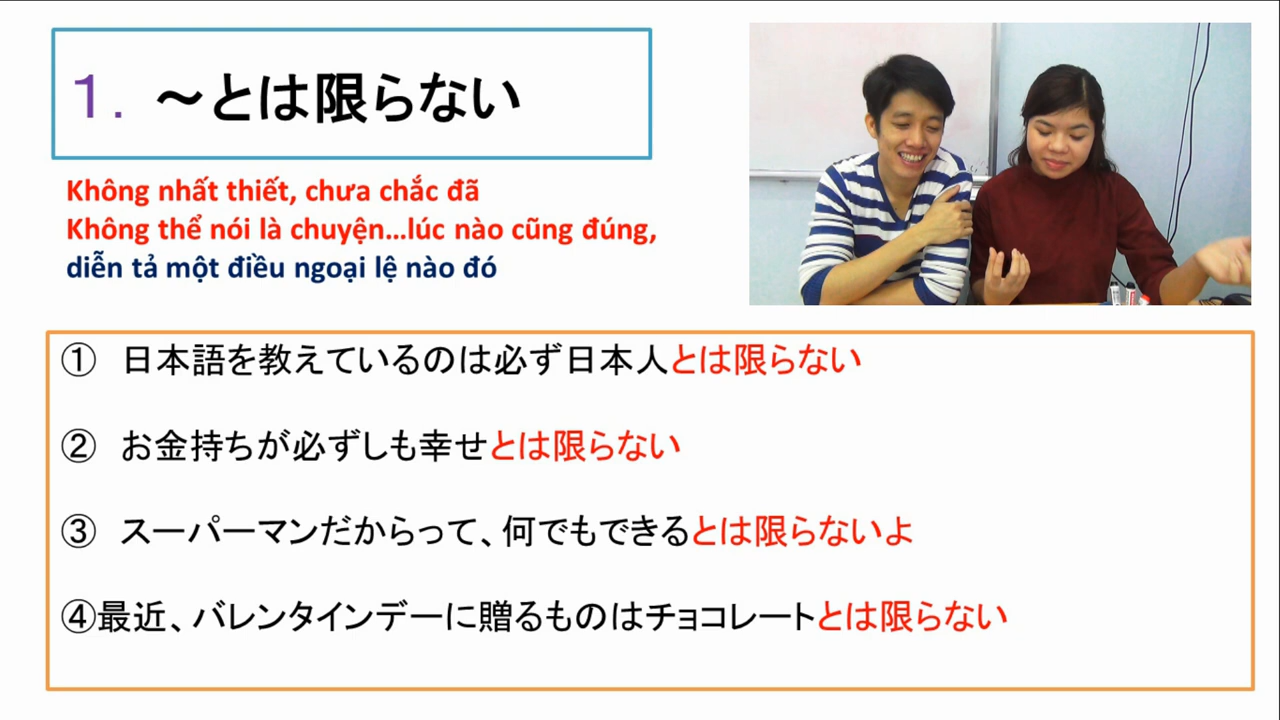 1. ～とは限らない
Không nhất thiết, chưa chắc đã
Không thể nói là chuyện...lúc nào cũng đúng,
diễn tả một điều ngoại lệ nào đó
① 日本語を教えているのは必ず日本人とは限らない
② お金持ちが必ずしも幸せとは限らない
③ スーパーマンだからって、何でもできるとは限らないよ
④最近、バレンタインデーに贈るものはチョコレートとは限らない